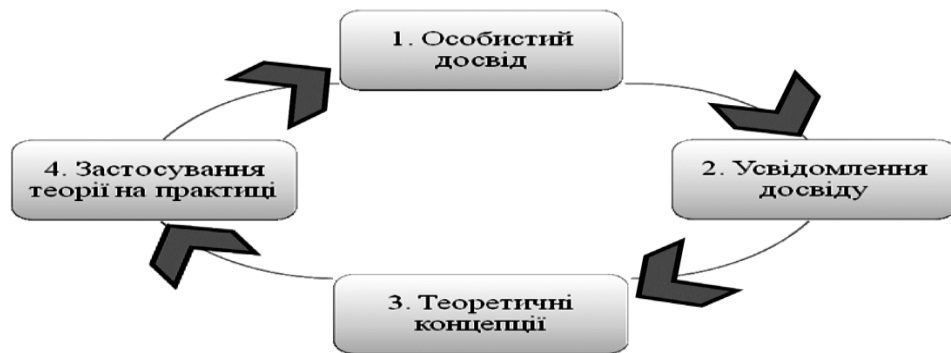 1. Особистий
досвід
2. Усвідомлення
досвіду
3. Теоретичні
концепції
4. Застосування
теорії на практиці